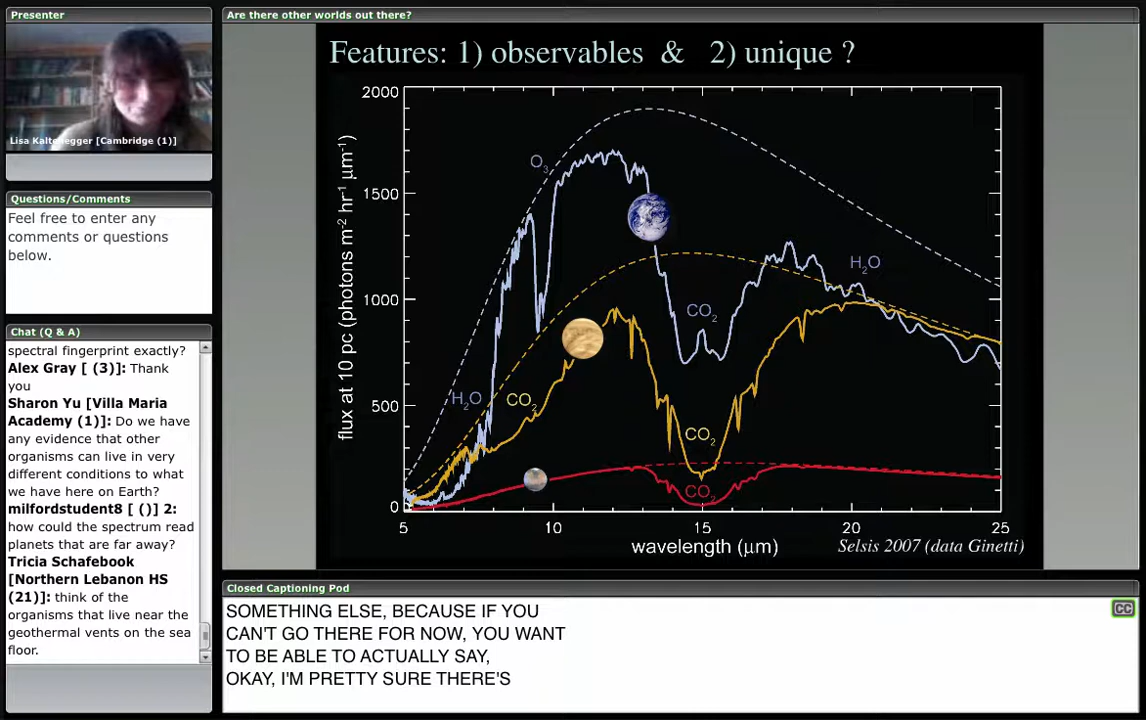 Presenter
Lisa Kaltenegger [Cambridge (1)]
Questions/Comments
Feel free to enter any
comments or questions
below.
Chat (Q & A)
spectral fingerprint exactly?
Alex Gray [ (3)]: Thank
you
Sharon Yu [Villa Maria
Academy (1)]: Do we have
any evidence that other
organisms can live in very
different conditions to what
we have here on Earth?
milfordstudent8 [ ()] 2:
how could the spectrum read
planets that are far away?
Tricia Schafebook
[Northern Lebanon HS
(21)]: think of the
organisms that live near the
geothermal vents on the sea
floor.
Are there other worlds out there?
Features: 1) observables & 2) unique ?
flux at 10 pc (photons m⁻² hr⁻¹ μm⁻¹)
2000
1500
1000
500
0
O₃
H₂O
CO₂
H₂O
CO₂
CO₂
CO₂
5 10 15 20 25
wavelength (μm)
Selsis 2007 (data Ginetti)
Closed Captioning Pod
CC
SOMETHING ELSE, BECAUSE IF YOU
CAN'T GO THERE FOR NOW, YOU WANT
TO BE ABLE TO ACTUALLY SAY,
OKAY, I'M PRETTY SURE THERE'S